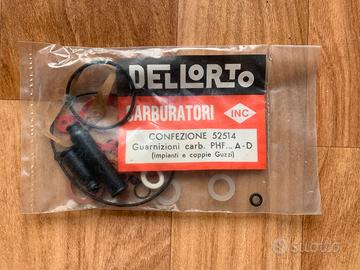 DELLORTO
CARBURATORI
INC
CONFEZIONE 52514
Guarnizioni carb. PHF... A-D
(impianti e coppie Guzzi)
subito